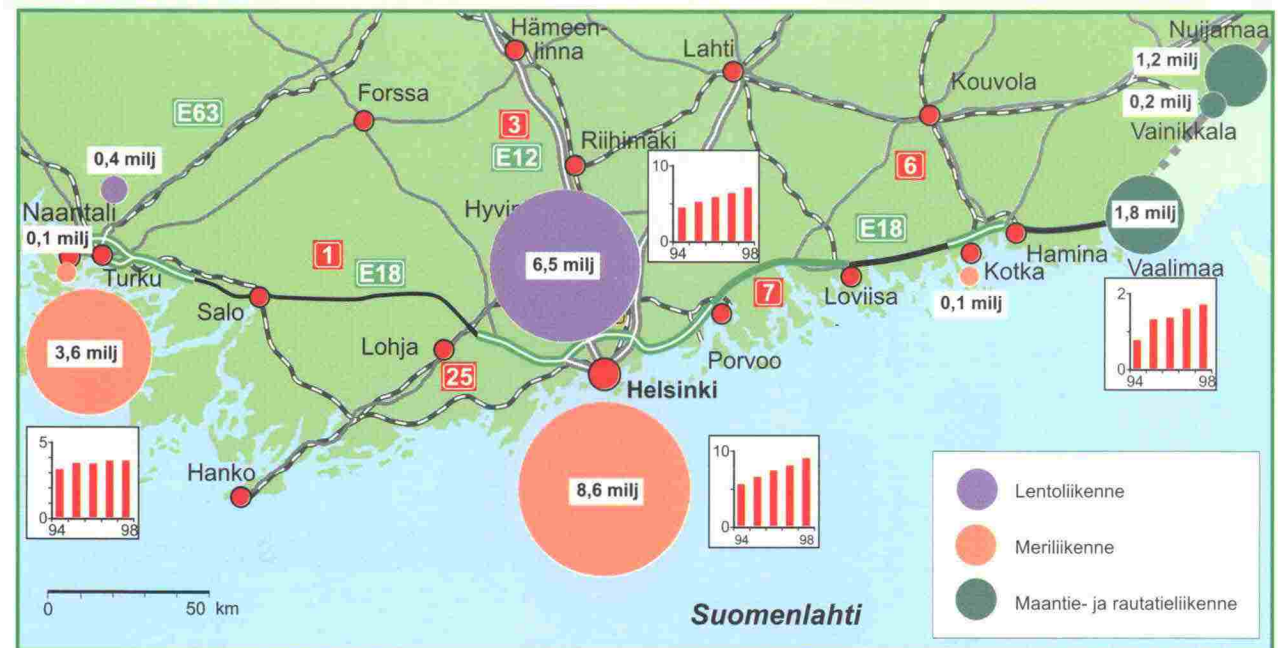 Hämeen-
linna
Lahti
Nuijamaa
1,2 milj
0,2 milj
Vainikkala
Kouvola
Forssa
E63
3
E12
Riihimäki
6
0,4 milj
Naantali
0,1 milj
Turku
1
E18
Salo
3,6 milj
5
0
94
98
Hanko
Lohja
25
6,5 milj
10
0
94
98
Helsinki
8,6 milj
10
0
94
98
7
Porvoo
Loviisa
E18
Kotka
0,1 milj
Hamina
1,8 milj
Vaalimaa
2
1
0
94
98
Lentoliikenne
Meriliikenne
Maantie- ja rautatieliikenne
0
50 km
Suomenlahti